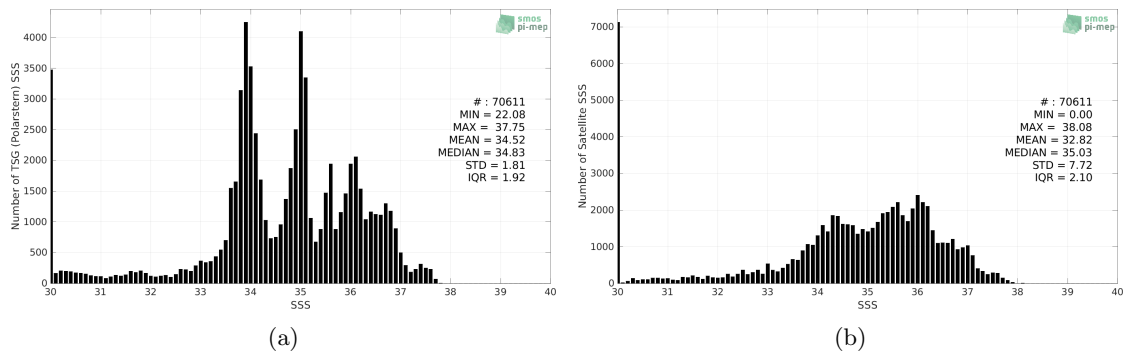 smos
pi-mep
Number of TSG (Polarstern) SSS
4000
3500
3000
2500
2000
1500
1000
500
0
# : 70611
MIN = 22.08
MAX = 37.75
MEAN = 34.52
MEDIAN = 34.83
STD = 1.81
IQR = 1.92
30 31 32 33 34 35 36 37 38 39 40
SSS
(a)
smos
pi-mep
Number of Satellite SSS
7000
6000
5000
4000
3000
2000
1000
0
# : 70611
MIN = 0.00
MAX = 38.08
MEAN = 32.82
MEDIAN = 35.03
STD = 7.72
IQR = 2.10
30 31 32 33 34 35 36 37 38 39 40
SSS
(b)